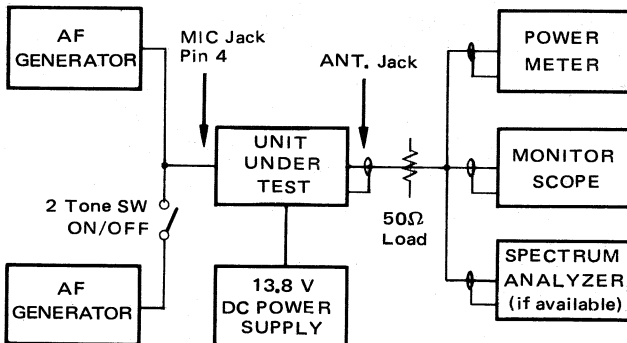 AF
GENERATOR
MIC Jack
Pin 4
ANT. Jack
POWER
METER
UNIT
UNDER
TEST
MONITOR
SCOPE
2 Tone SW
ON/OFF
50Ω
Load
AF
GENERATOR
13.8 V
DC POWER
SUPPLY
SPECTRUM
ANALYZER
(if available)